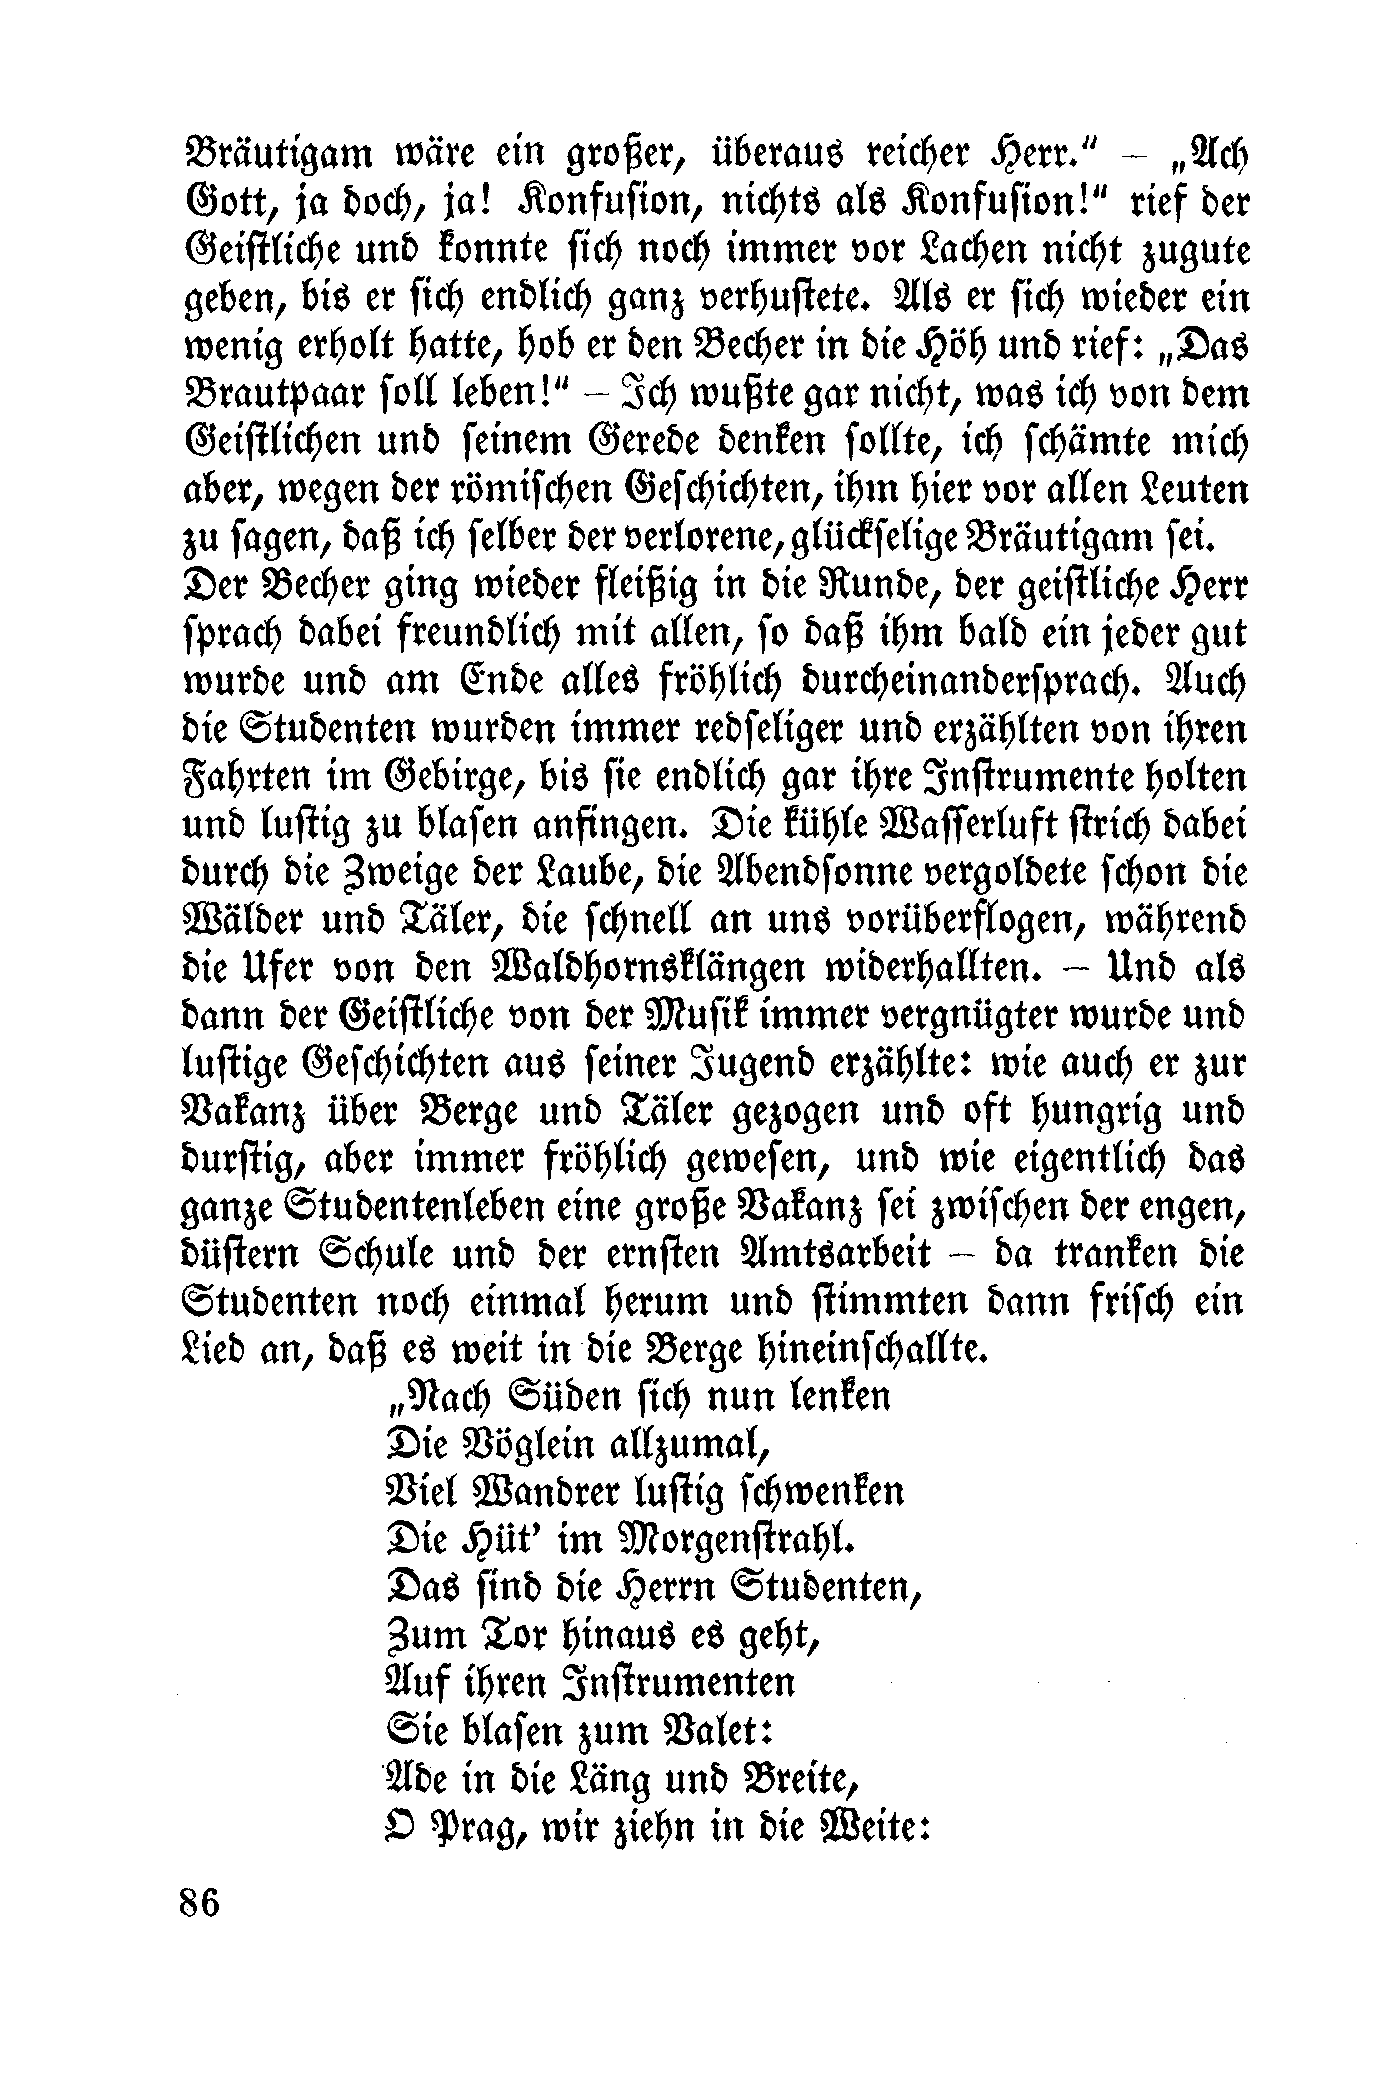 Bräutigam wäre ein großer, überaus reicher Herr.“ – „Ach
Gott, ja doch, ja! Konfusion, nichts als Konfusion!“ rief der
Geistliche und konnte sich noch immer vor Lachen nicht zugute
geben, bis er sich endlich ganz verhustete. Als er sich wieder ein
wenig erholt hatte, hob er den Becher in die Höh und rief: „Das
Brautpaar soll leben!“ – Ich wußte gar nicht, was ich von dem
Geistlichen und seinem Gerede denken sollte, ich schämte mich
aber, wegen der römischen Geschichten, ihm hier vor allen Leuten
zu sagen, daß ich selber der verlorene, glückselige Bräutigam sei.
Der Becher ging wieder fleißig in die Runde, der geistliche Herr
sprach dabei freundlich mit allen, so daß ihm bald ein jeder gut
wurde und am Ende alles fröhlich durcheinandersprach. Auch
die Studenten wurden immer redseliger und erzählten von ihren
Fahrten im Gebirge, bis sie endlich gar ihre Instrumente holten
und lustig zu blasen anfingen. Die kühle Wasserluft strich dabei
durch die Zweige der Laube, die Abendsonne vergoldete schon die
Wälder und Täler, die schnell an uns vorüberflogen, während
die Ufer von den Waldhornsklängen widerhallten. – Und als
dann der Geistliche von der Musik immer vergnügter wurde und
lustige Geschichten aus seiner Jugend erzählte: wie auch er zur
Vakanz über Berge und Täler gezogen und oft hungrig und
durstig, aber immer fröhlich gewesen, und wie eigentlich das
ganze Studentenleben eine große Vakanz sei zwischen der engen,
düstern Schule und der ernsten Amtsarbeit – da tranken die
Studenten noch einmal herum und stimmten dann frisch ein
Lied an, daß es weit in die Berge hineinschallte.
„Nach Süden sich nun lenken
Die Vöglein allzumal,
Viel Wandrer lustig schwenken
Die Hüt’ im Morgenstrahl.
Das sind die Herrn Studenten,
Zum Tor hinaus es geht,
Auf ihren Instrumenten
Sie blasen zum Valet:
Ade in die Läng und Breite,
O Prag, wir ziehn in die Weite:
86